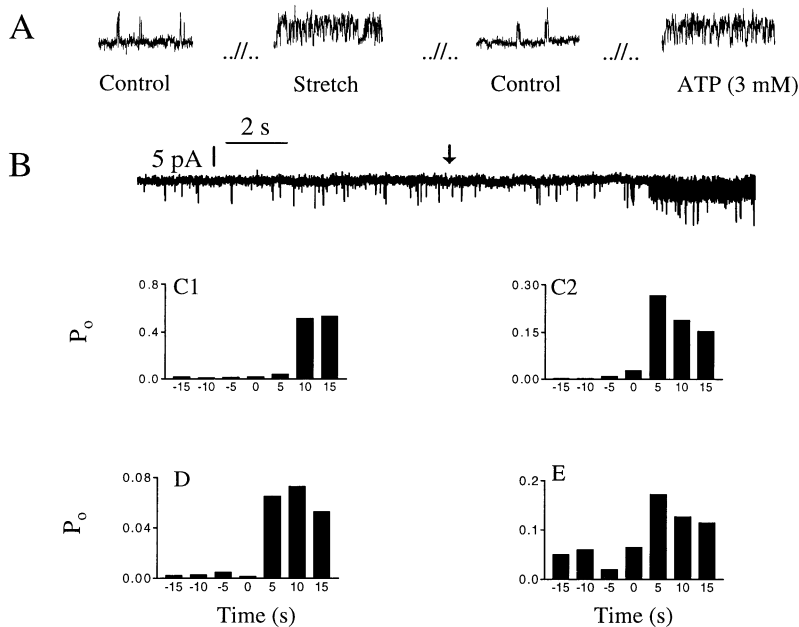 A
..//.. ..//.. ..//..
Control Stretch Control ATP (3 mM)
2 s
B
5 pA
C1
0.8
0.4
0.0
Po
-15 -10 -5 0 5 10 15
C2
0.30
0.15
0.00
-15 -10 -5 0 5 10 15
D
0.08
0.04
0.00
Po
-15 -10 -5 0 5 10 15
Time (s)
E
0.2
0.1
0.0
-15 -10 -5 0 5 10 15
Time (s)